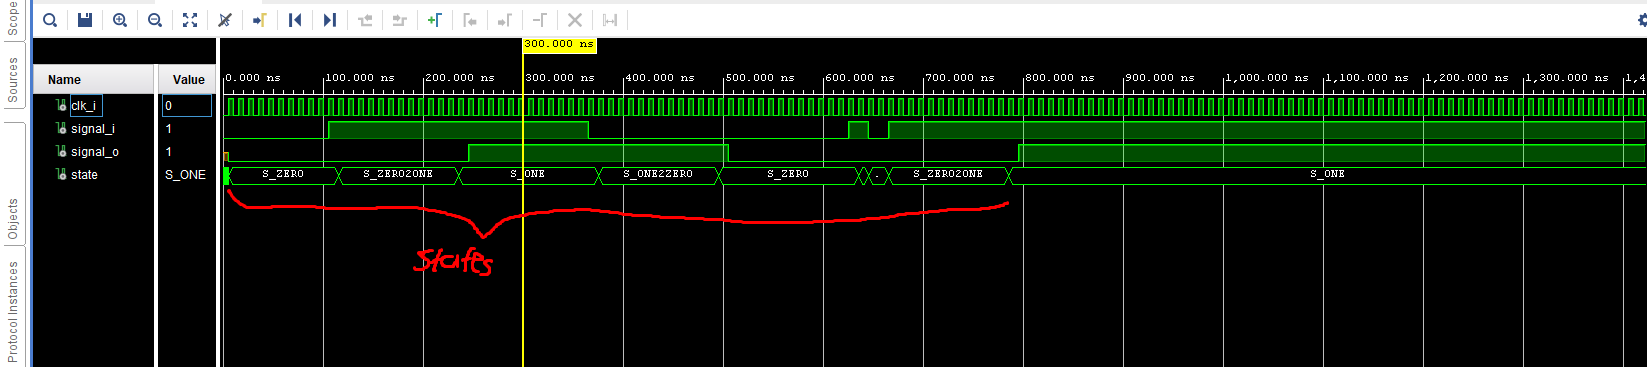 Scope
Sources
Objects
Protocol Instances
300.000 ns
Name Value
0.000 ns 100.000 ns 200.000 ns 300.000 ns 400.000 ns 500.000 ns 600.000 ns 700.000 ns 800.000 ns 900.000 ns 1,000.000 ns 1,100.000 ns 1,200.000 ns 1,300.000 ns 1,4
clk_i 0
signal_i 1
signal_o 1
state S_ONE S_ZERO S_ZERO2ONE S_ONE S_ONE2ZERO S_ZERO . S_ZERO2ONE S_ONE
states